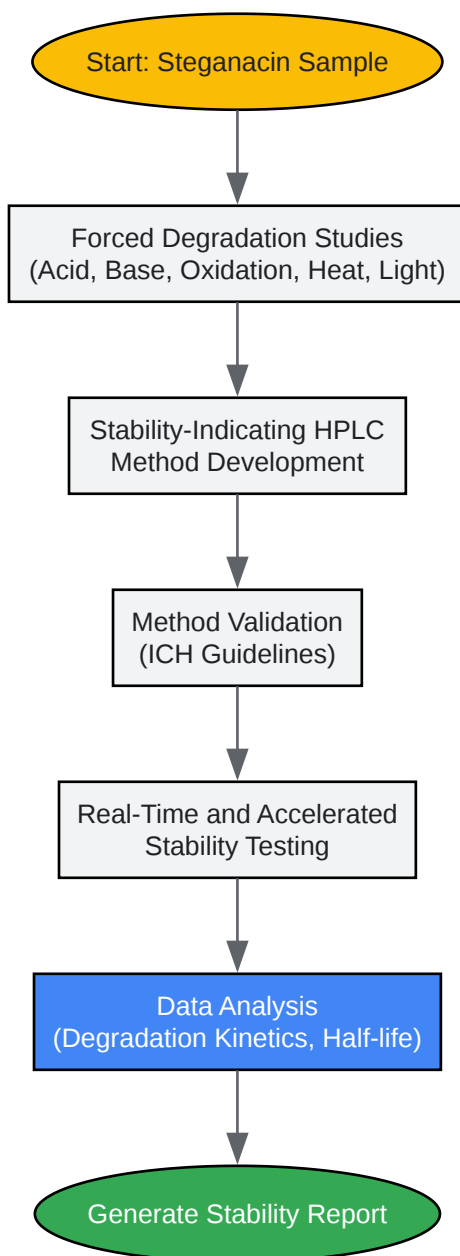 Start: Steganacin Sample
Forced Degradation Studies
(Acid, Base, Oxidation, Heat, Light)
Stability-Indicating HPLC
Method Development
Method Validation
(ICH Guidelines)
Real-Time and Accelerated
Stability Testing
Data Analysis
(Degradation Kinetics, Half-life)
Generate Stability Report